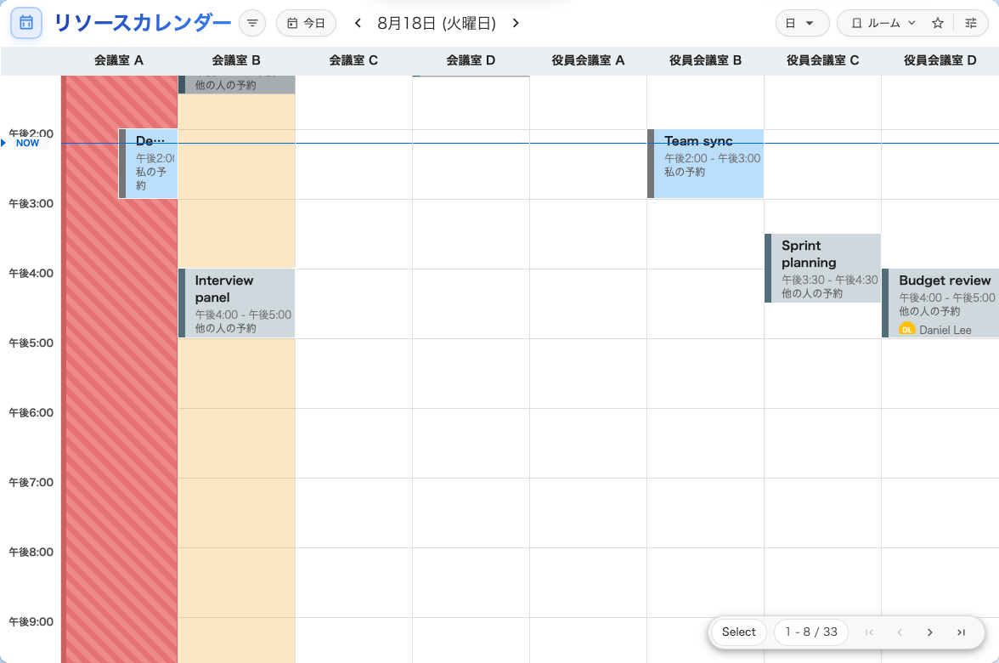 リソースカレンダー
今日
8月18日 (火曜日)
日
ルーム
会議室 A
会議室 B
会議室 C
会議室 D
役員会議室 A
役員会議室 B
役員会議室 C
役員会議室 D
他の人の予約
午後2:00
NOW
De…
午後2:00
私の予約
Team sync
午後2:00 - 午後3:00
私の予約
午後3:00
Sprint planning
午後3:30 - 午後4:30
他の人の予約
午後4:00
Interview panel
午後4:00 - 午後5:00
他の人の予約
Budget review
午後4:00 - 午後5:00
他の人の予約
DL Daniel Lee
午後5:00
午後6:00
午後7:00
午後8:00
午後9:00
Select
1 - 8 / 33